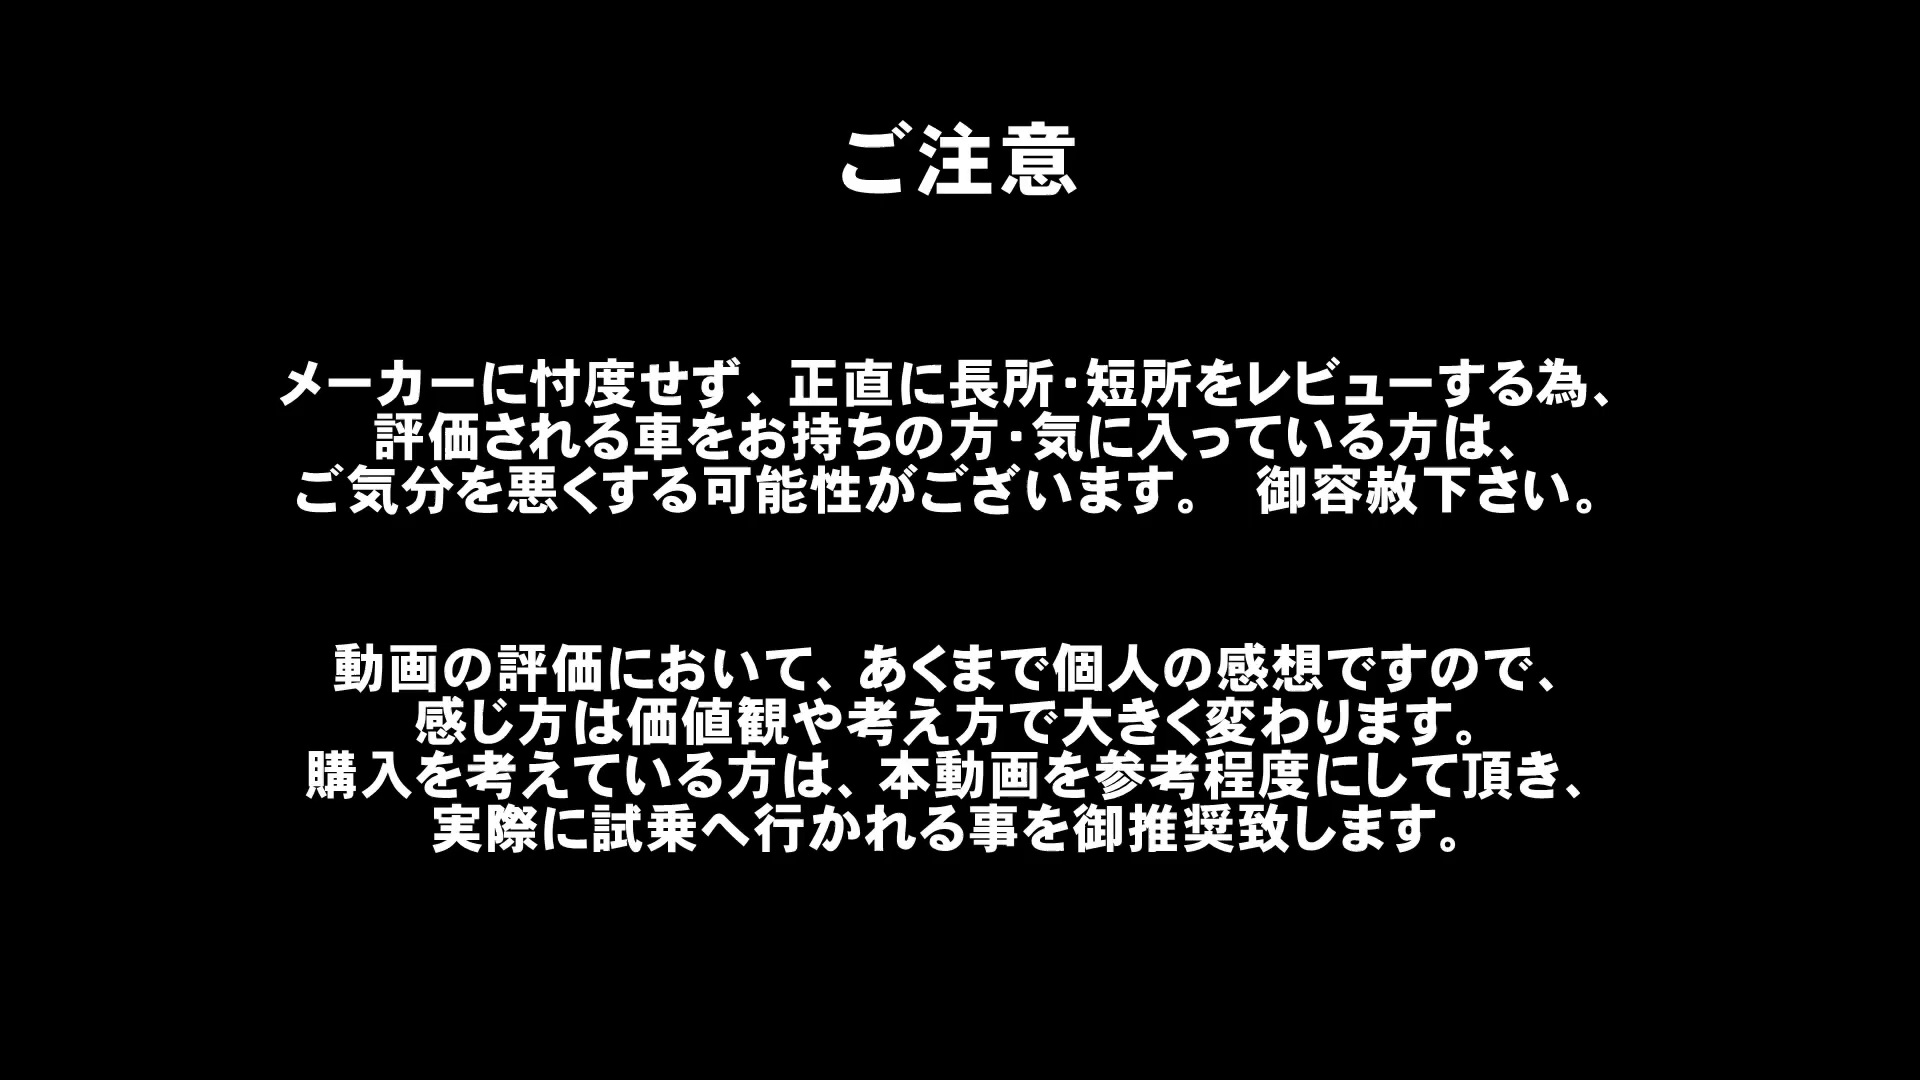 ご注意
メーカーに忖度せず、正直に長所・短所をレビューする為、
評価される車をお持ちの方・気に入っている方は、
ご気分を悪くする可能性がございます。　御容赦下さい。
動画の評価において、あくまで個人の感想ですので、
感じ方は価値観や考え方で大きく変わります。
購入を考えている方は、本動画を参考程度にして頂き、
実際に試乗へ行かれる事を御推奨致します。